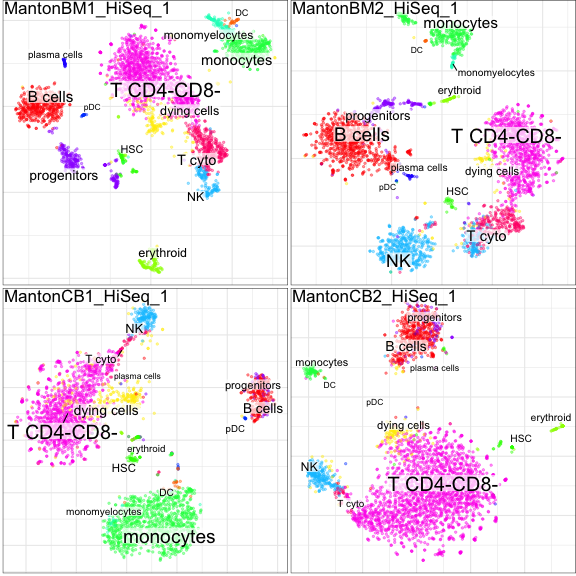 MantonBM1_HiSeq_1
DC
monomyelocytes
monocytes
plasma cells
B cells
pDC
T CD4-CD8-
dying cells
HSC
T cyto
progenitors
NK
erythroid
MantonBM2_HiSeq_1
monocytes
DC
monomyelocytes
erythroid
progenitors
B cells
T CD4-CD8-
plasma cells
dying cells
pDC
HSC
T cyto
NK
MantonCB1_HiSeq_1
NK
T cyto
plasma cells
progenitors
dying cells
B cells
T CD4-CD8-
pDC
erythroid
HSC
DC
monomyelocytes
monocytes
MantonCB2_HiSeq_1
progenitors
B cells
monocytes
plasma cells
DC
pDC
erythroid
dying cells
HSC
NK
T CD4-CD8-
T cyto